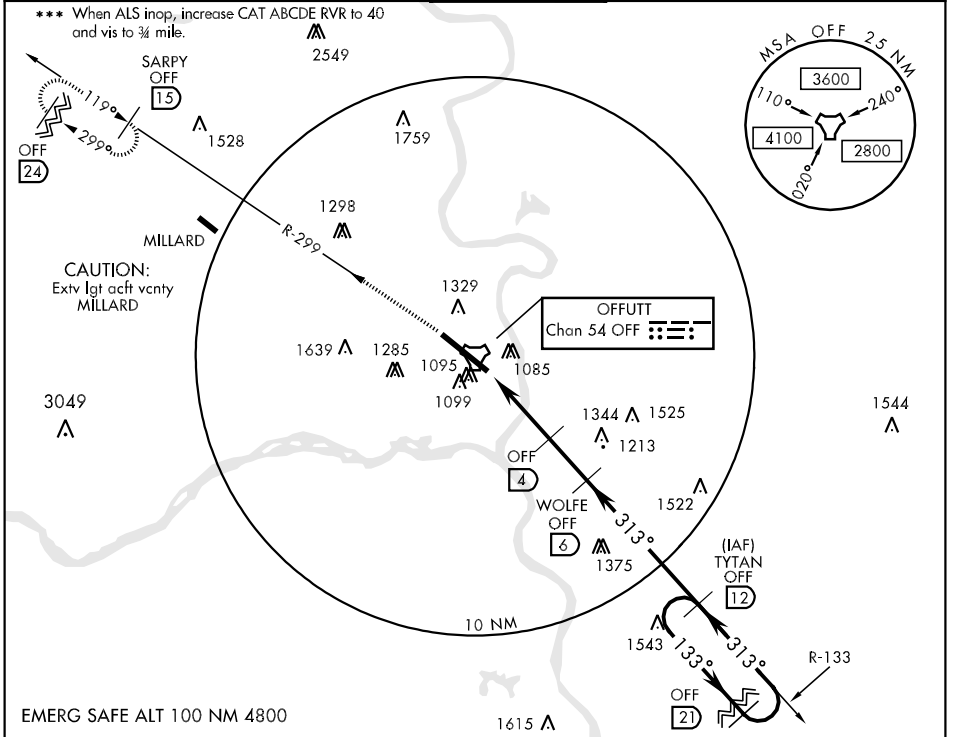 *** When ALS inop, increase CAT ABCDE RVR to 40
and vis to ¾ mile.
2549
MSA OFF 25 NM
3600
110°
240°
4100
2800
020°
SARPY
OFF
15
119°
299°
OFF
24
1528
1759
MILLARD
1298
R-299
CAUTION:
Extv lgt acft vcnty
MILLARD
1329
OFFUTT
Chan 54 OFF
1639
1285
1095
1085
1099
3049
1344
1525
1213
1544
OFF
4
WOLFE
OFF
6
1522
313°
1375
(IAF)
TYTAN
OFF
12
10 NM
1543
133°
313°
R-133
OFF
21
EMERG SAFE ALT 100 NM 4800
1615